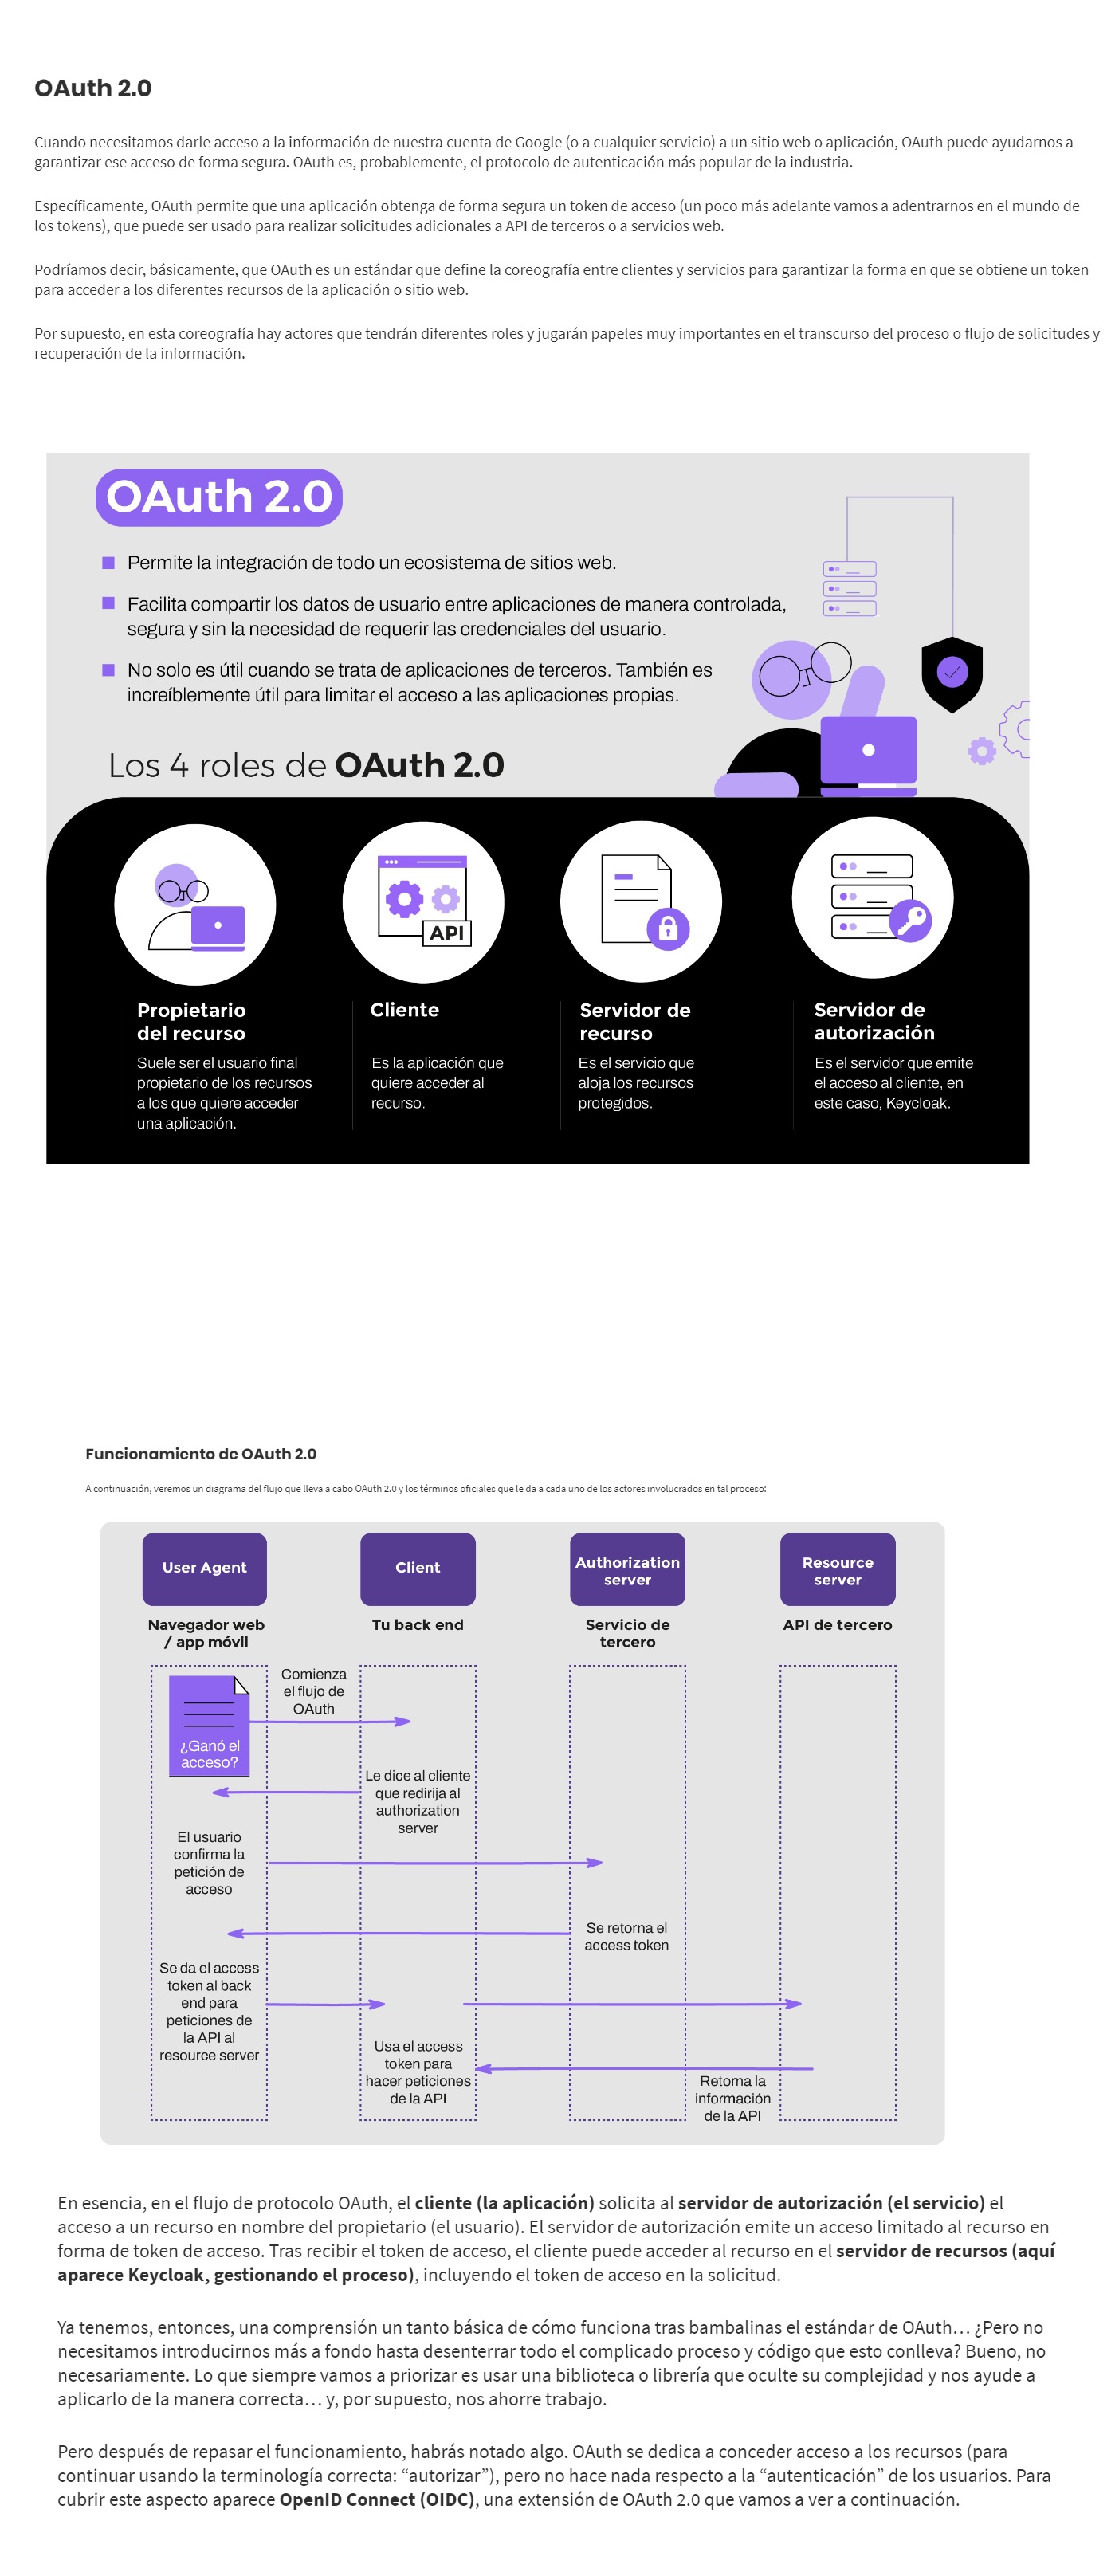 OAuth 2.0
Cuando necesitamos darle acceso a la información de nuestra cuenta de Google (o a cualquier servicio) a un sitio web o aplicación, OAuth puede ayudarnos a
garantizar ese acceso de forma segura. OAuth es, probablemente, el protocolo de autenticación más popular de la industria.
Específicamente, OAuth permite que una aplicación obtenga de forma segura un token de acceso (un poco más adelante vamos a adentrarnos en el mundo de
los tokens), que puede ser usado para realizar solicitudes adicionales a API de terceros o a servicios web.
Podríamos decir, básicamente, que OAuth es un estándar que define la coreografía entre clientes y servicios para garantizar la forma en que se obtiene un token
para acceder a los diferentes recursos de la aplicación o sitio web.
Por supuesto, en esta coreografía hay actores que tendrán diferentes roles y jugarán papeles muy importantes en el transcurso del proceso o flujo de solicitudes y
recuperación de la información.
OAuth 2.0
Permite la integración de todo un ecosistema de sitios web.
Facilita compartir los datos de usuario entre aplicaciones de manera controlada,
segura y sin la necesidad de requerir las credenciales del usuario.
No solo es útil cuando se trata de aplicaciones de terceros. También es
increíblemente útil para limitar el acceso a las aplicaciones propias.
Los 4 roles de OAuth 2.0
API
Propietario
del recurso
Suele ser el usuario final
propietario de los recursos
a los que quiere acceder
una aplicación.
Cliente
Es la aplicación que
quiere acceder al
recurso.
Servidor de
recurso
Es el servicio que
aloja los recursos
protegidos.
Servidor de
autorización
Es el servidor que emite
el acceso al cliente, en
este caso, Keycloak.
Funcionamiento de OAuth 2.0
A continuación, veremos un diagrama del flujo que lleva a cabo OAuth 2.0 y los términos oficiales que le da a cada uno de los actores involucrados en tal proceso:
User Agent
Client
Authorization
server
Resource
server
Navegador web
/ app móvil
Tu back end
Servicio de
tercero
API de tercero
Comienza
el flujo de
OAuth
¿Ganó el
acceso?
Le dice al cliente
que redirija al
authorization
server
El usuario
confirma la
petición de
acceso
Se retorna el
access token
Se da el access
token al back
end para
peticiones de
la API al
resource server
Usa el access
token para
hacer peticiones
de la API
Retorna la
información
de la API
En esencia, en el flujo de protocolo OAuth, el cliente (la aplicación) solicita al servidor de autorización (el servicio) el
acceso a un recurso en nombre del propietario (el usuario). El servidor de autorización emite un acceso limitado al recurso en
forma de token de acceso. Tras recibir el token de acceso, el cliente puede acceder al recurso en el servidor de recursos (aquí
aparece Keycloak, gestionando el proceso), incluyendo el token de acceso en la solicitud.
Ya tenemos, entonces, una comprensión un tanto básica de cómo funciona tras bambalinas el estándar de OAuth… ¿Pero no
necesitamos introducirnos más a fondo hasta desenterrar todo el complicado proceso y código que esto conlleva? Bueno, no
necesariamente. Lo que siempre vamos a priorizar es usar una biblioteca o librería que oculte su complejidad y nos ayude a
aplicarlo de la manera correcta… y, por supuesto, nos ahorre trabajo.
Pero después de repasar el funcionamiento, habrás notado algo. OAuth se dedica a conceder acceso a los recursos (para
continuar usando la terminología correcta: “autorizar”), pero no hace nada respecto a la “autenticación” de los usuarios. Para
cubrir este aspecto aparece OpenID Connect (OIDC), una extensión de OAuth 2.0 que vamos a ver a continuación.